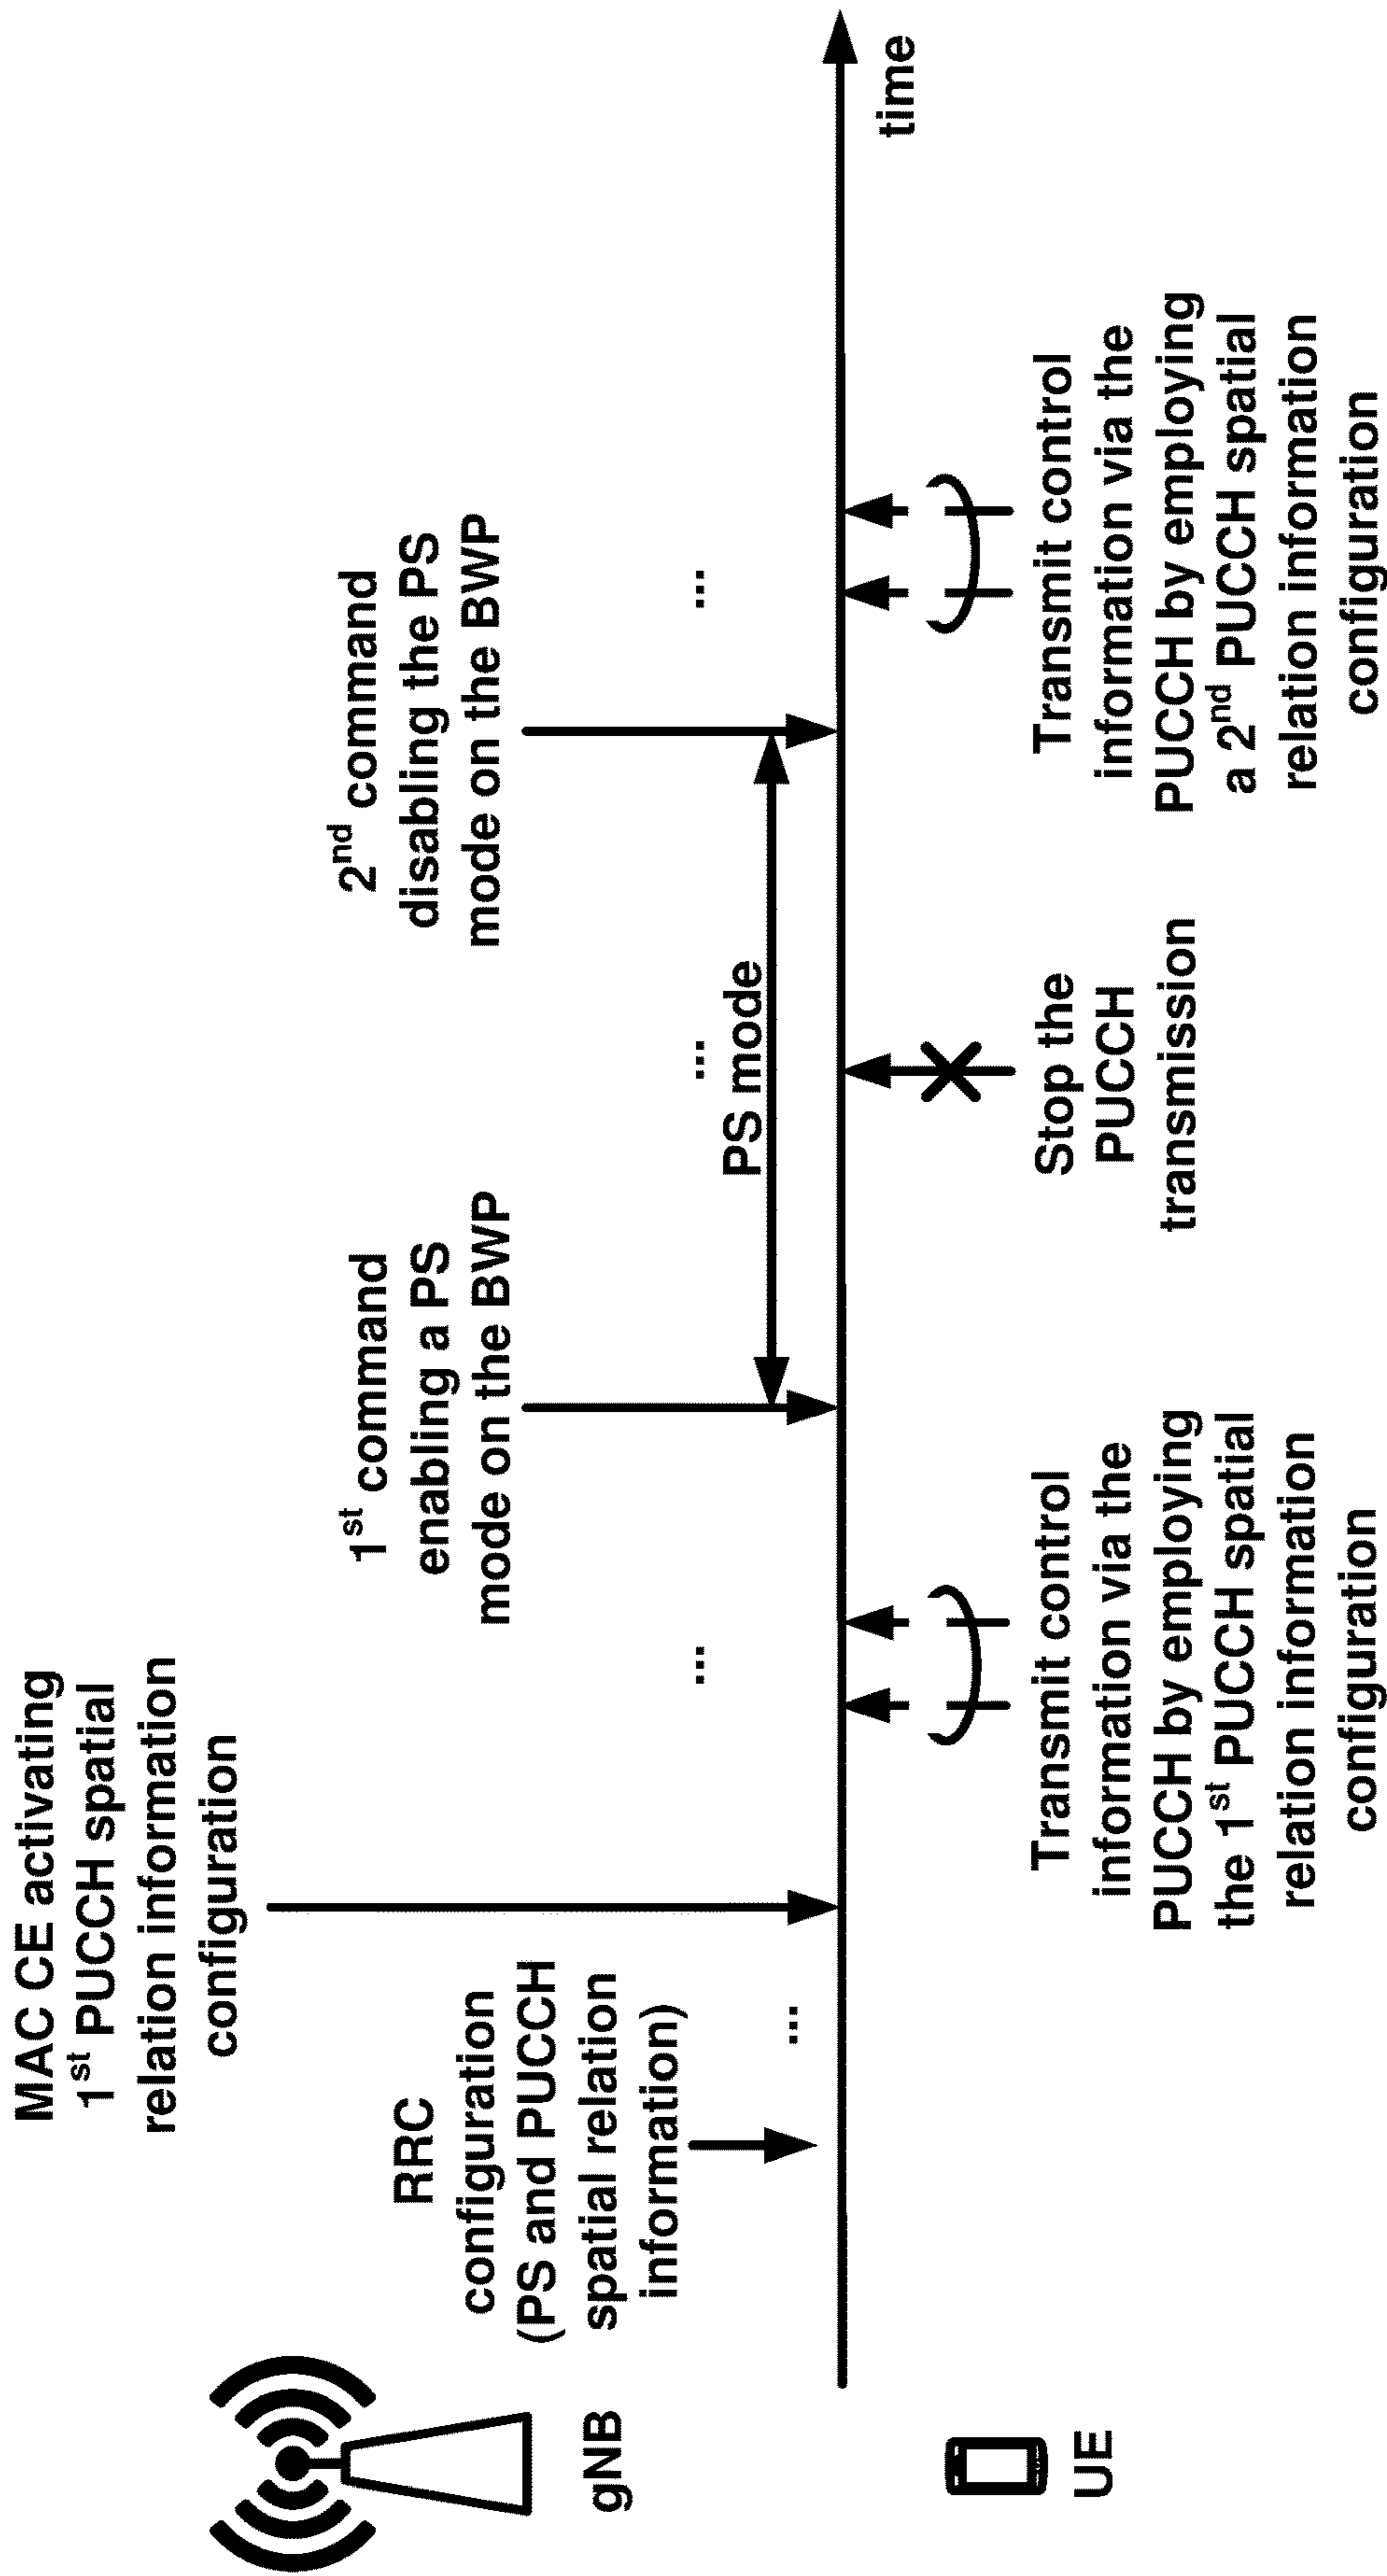 MAC CE activating
1st PUCCH spatial
relation information
configuration
RRC
configuration
(PS and PUCCH
spatial relation
information)
...
...
1st command
enabling a PS
mode on the BWP
...
PS mode
2nd command
disabling the PS
mode on the BWP
...
gNB
time
UE
Transmit control
information via the
PUCCH by employing
the 1st PUCCH spatial
relation information
configuration
Stop the
PUCCH
transmission
Transmit control
information via the
PUCCH by employing
a 2nd PUCCH spatial
relation information
configuration